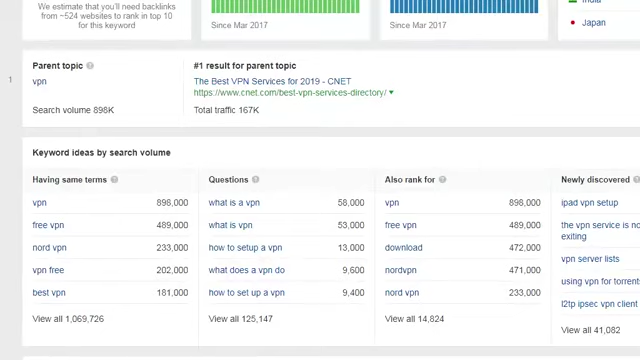 We estimate that you'll need backlinks
from ~524 websites to rank in top 10
for this keyword
Since Mar 2017
Since Mar 2017
India
Japan
1
Parent topic
vpn
Search volume 898K
#1 result for parent topic
The Best VPN Services for 2019 - CNET
https://www.cnet.com/best-vpn-services-directory/
Total traffic 167K
Keyword ideas by search volume
Having same terms
vpn 898,000
free vpn 489,000
nord vpn 233,000
vpn free 202,000
best vpn 181,000
View all 1,069,726
Questions
what is a vpn 58,000
what is vpn 53,000
how to setup a vpn 13,000
what does a vpn do 9,600
how to set up a vpn 9,400
View all 125,147
Also rank for
vpn 898,000
free vpn 489,000
download 472,000
nordvpn 471,000
nord vpn 233,000
View all 14,824
Newly discovered
ipad vpn setup
the vpn service is no
exiting
vpn server lists
using vpn for torrents
l2tp ipsec vpn client
View all 41,082